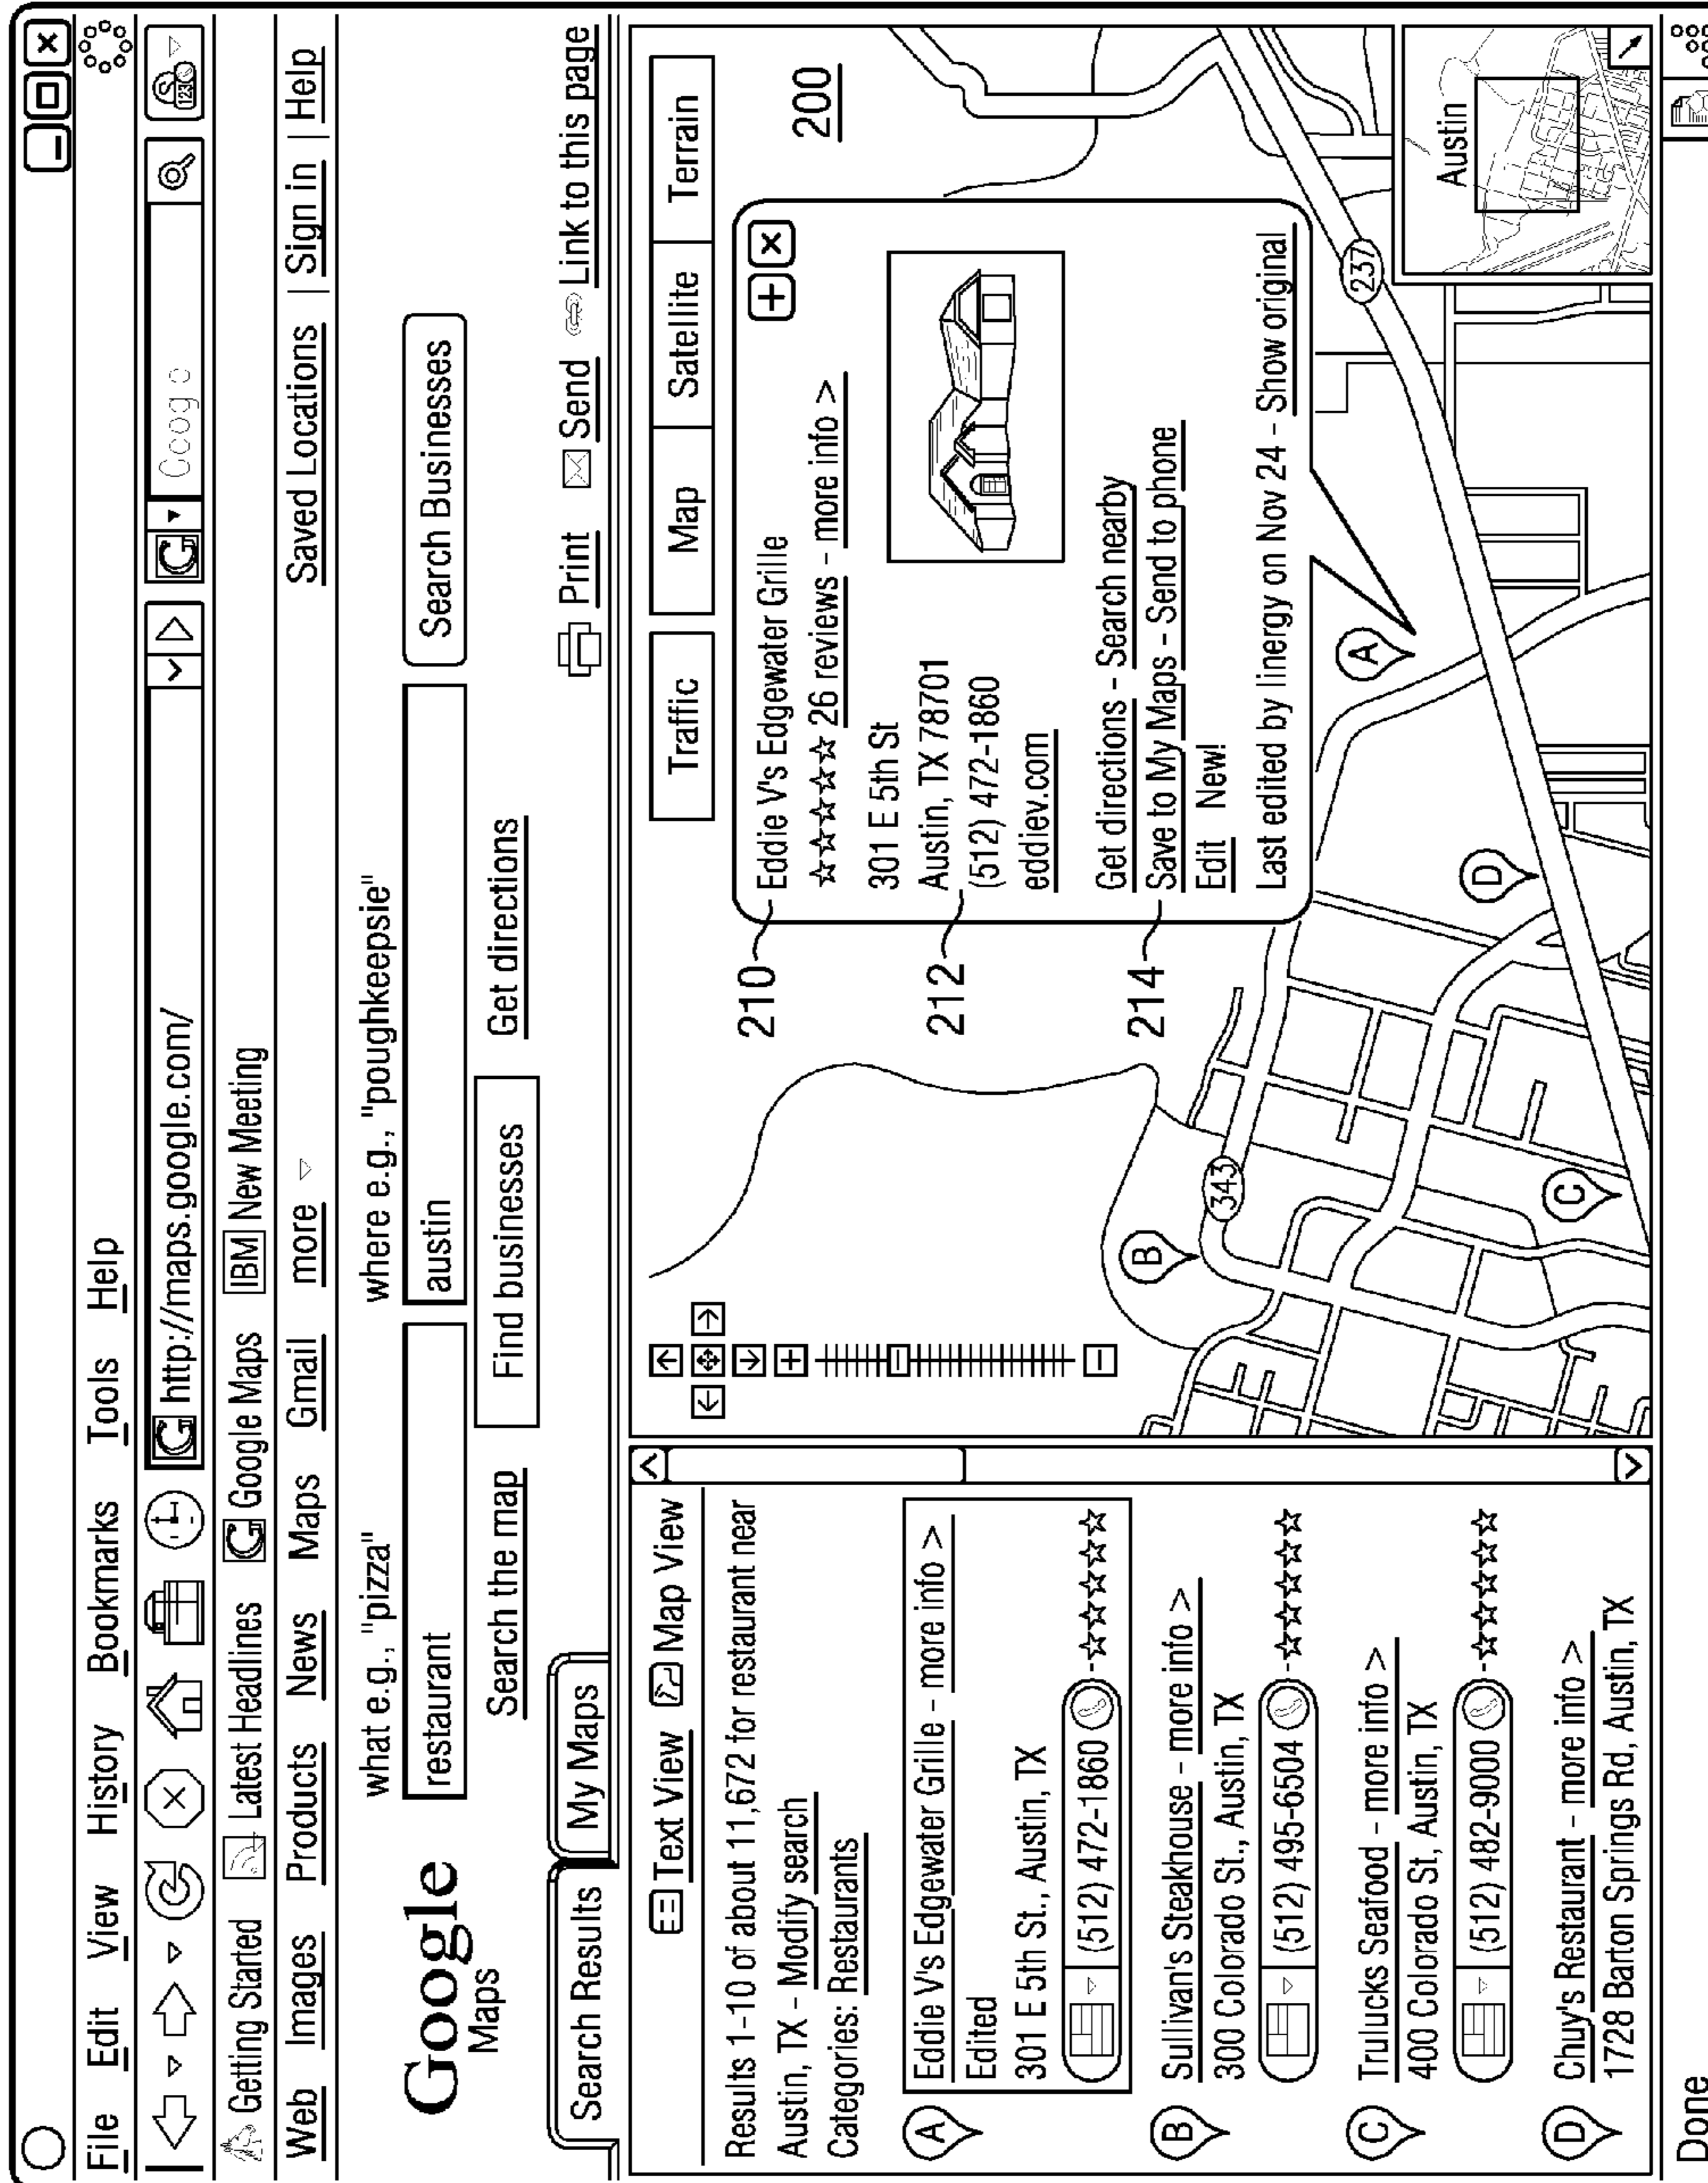 File Edit View History Bookmarks Tools Help
http://maps.google.com/
G
Getting Started Latest Headlines G Google Maps IBM New Meeting
Web Images Products News Maps Gmail more Saved Locations | Sign in | Help
Google
Maps
what e.g., "pizza" where e.g., "poughkeepsie"
restaurant austin Search Businesses
Search the map Find businesses Get directions
Search Results My Maps Print Send Link to this page
Text View Map View
Results 1-10 of about 11,672 for restaurant near
Austin, TX - Modify search
Categories: Restaurants
A Eddie V's Edgewater Grille - more info >
Edited
301 E 5th St., Austin, TX
(512) 472-1860 - ☆☆☆☆☆
B Sullivan's Steakhouse - more info >
300 Colorado St., Austin, TX
(512) 495-6504 - ☆☆☆☆☆
C Trulucks Seafood - more info >
400 Colorado St, Austin, TX
(512) 482-9000 - ☆☆☆☆☆
D Chuy's Restaurant - more info >
1728 Barton Springs Rd, Austin, TX
Traffic Map Satellite Terrain
200
210 Eddie V's Edgewater Grille
☆☆☆☆☆ 26 reviews - more info >
301 E 5th St
Austin, TX 78701
212 (512) 472-1860
eddiev.com
Get directions - Search nearby
214 Save to My Maps - Send to phone
Edit New!
Last edited by linergy on Nov 24 - Show original
A
B
C
D
343
237
Austin
Done